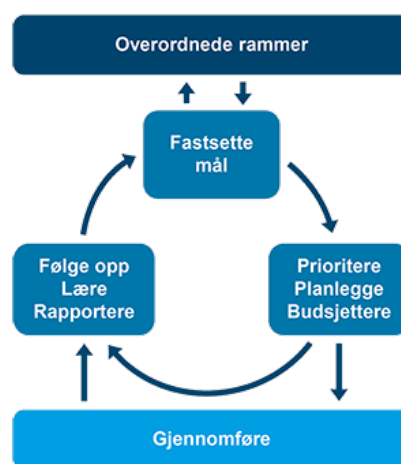 Overordnede rammer
Fastsette
mål
Følge opp
Lære
Rapportere
Prioritere
Planlegge
Budsjettere
Gjennomføre